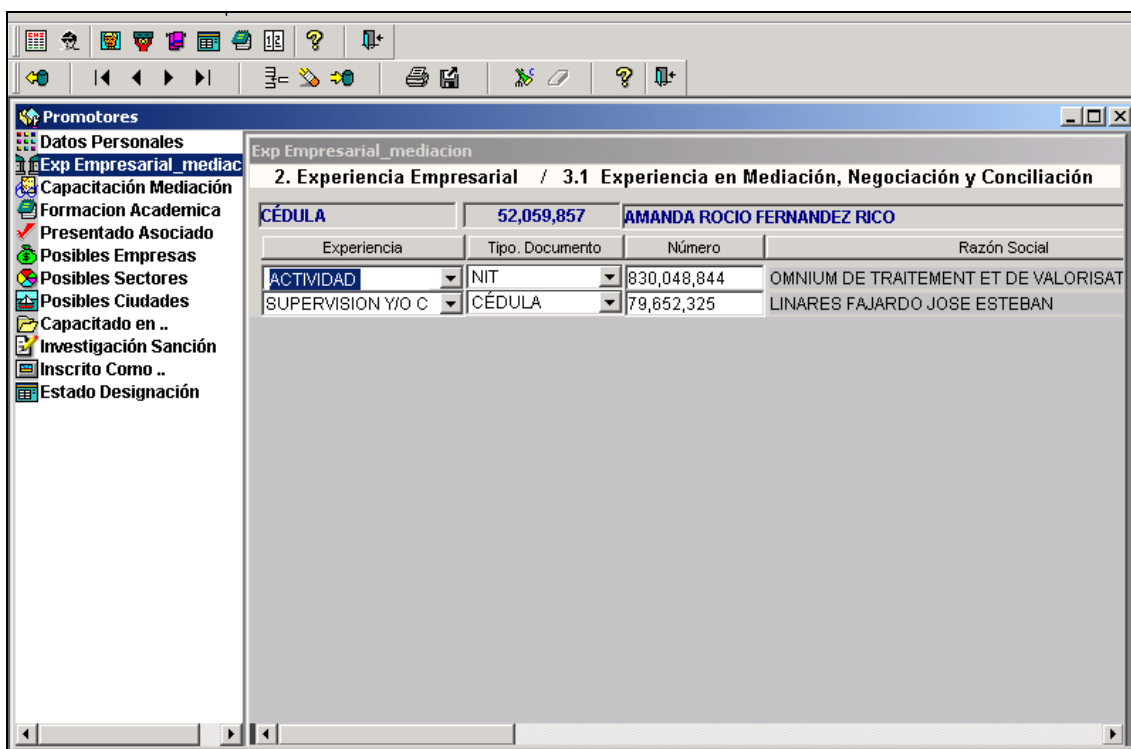 Promotores
Datos Personales
Exp Empresarial_mediac
Capacitación Mediación
Formacion Academica
Presentado Asociado
Posibles Empresas
Posibles Sectores
Posibles Ciudades
Capacitado en ..
Investigación Sanción
Inscrito Como ..
Estado Designación
Exp Empresarial_mediacion
2. Experiencia Empresarial / 3.1 Experiencia en Mediación, Negociación y Conciliación
CÉDULA 52,059,857 AMANDA ROCIO FERNANDEZ RICO
Experiencia Tipo. Documento Número Razón Social
ACTIVIDAD NIT 830,048,844 OMNIUM DE TRAITEMENT ET DE VALORISAT
SUPERVISION Y/O C CÉDULA 79,652,325 LINARES FAJARDO JOSE ESTEBAN